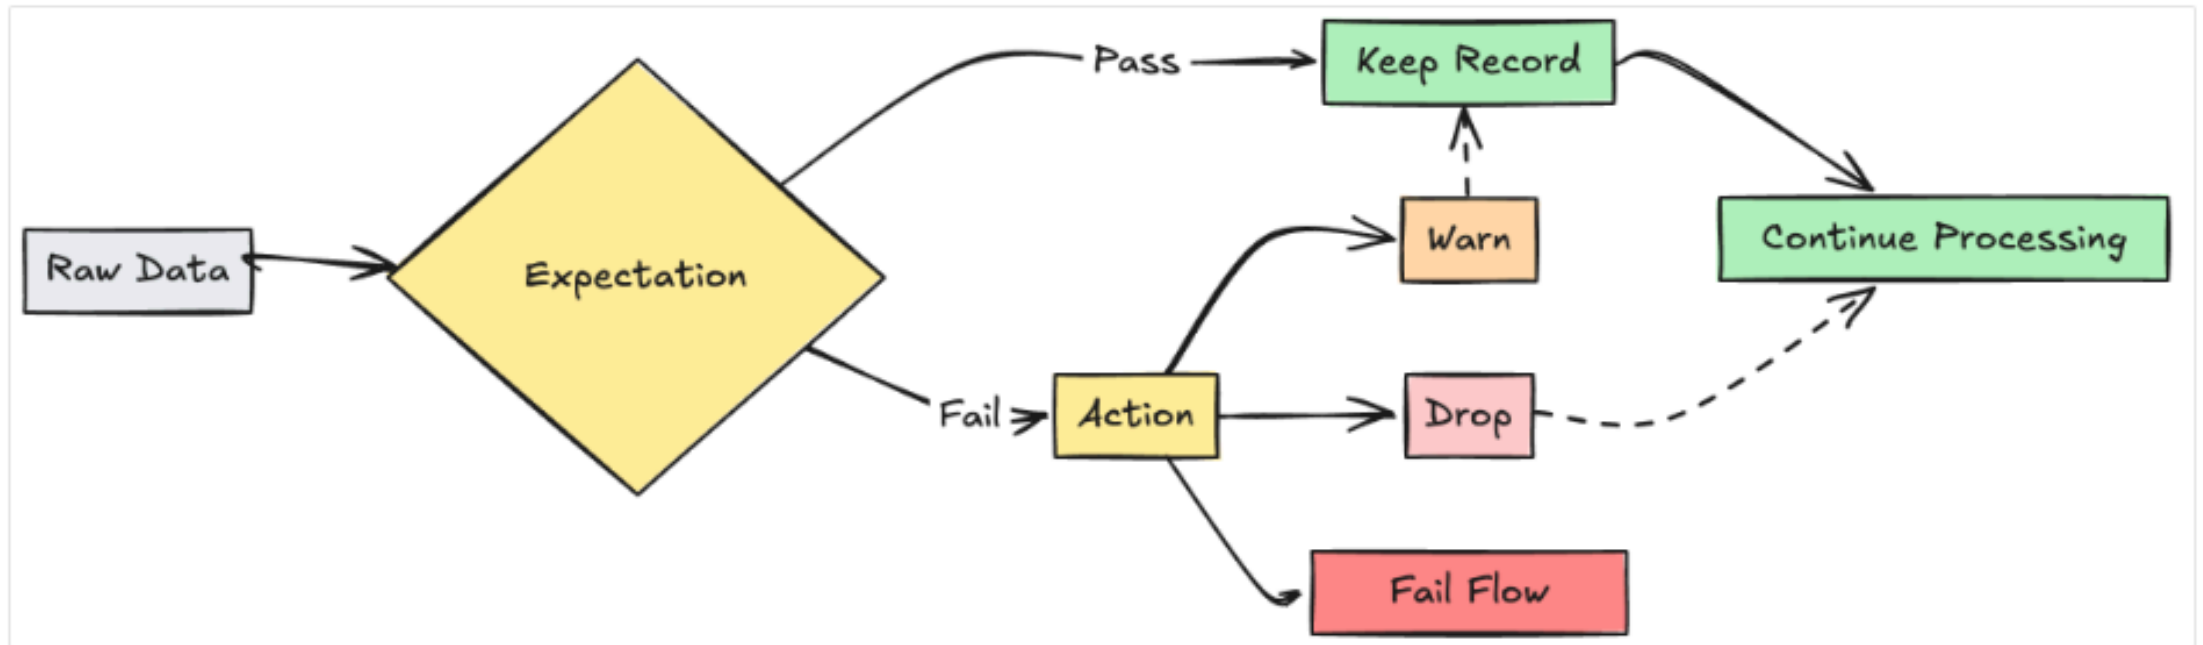 Pass
Keep Record
Raw Data
Expectation
Warn
Continue Processing
Fail
Action
Drop
Fail Flow